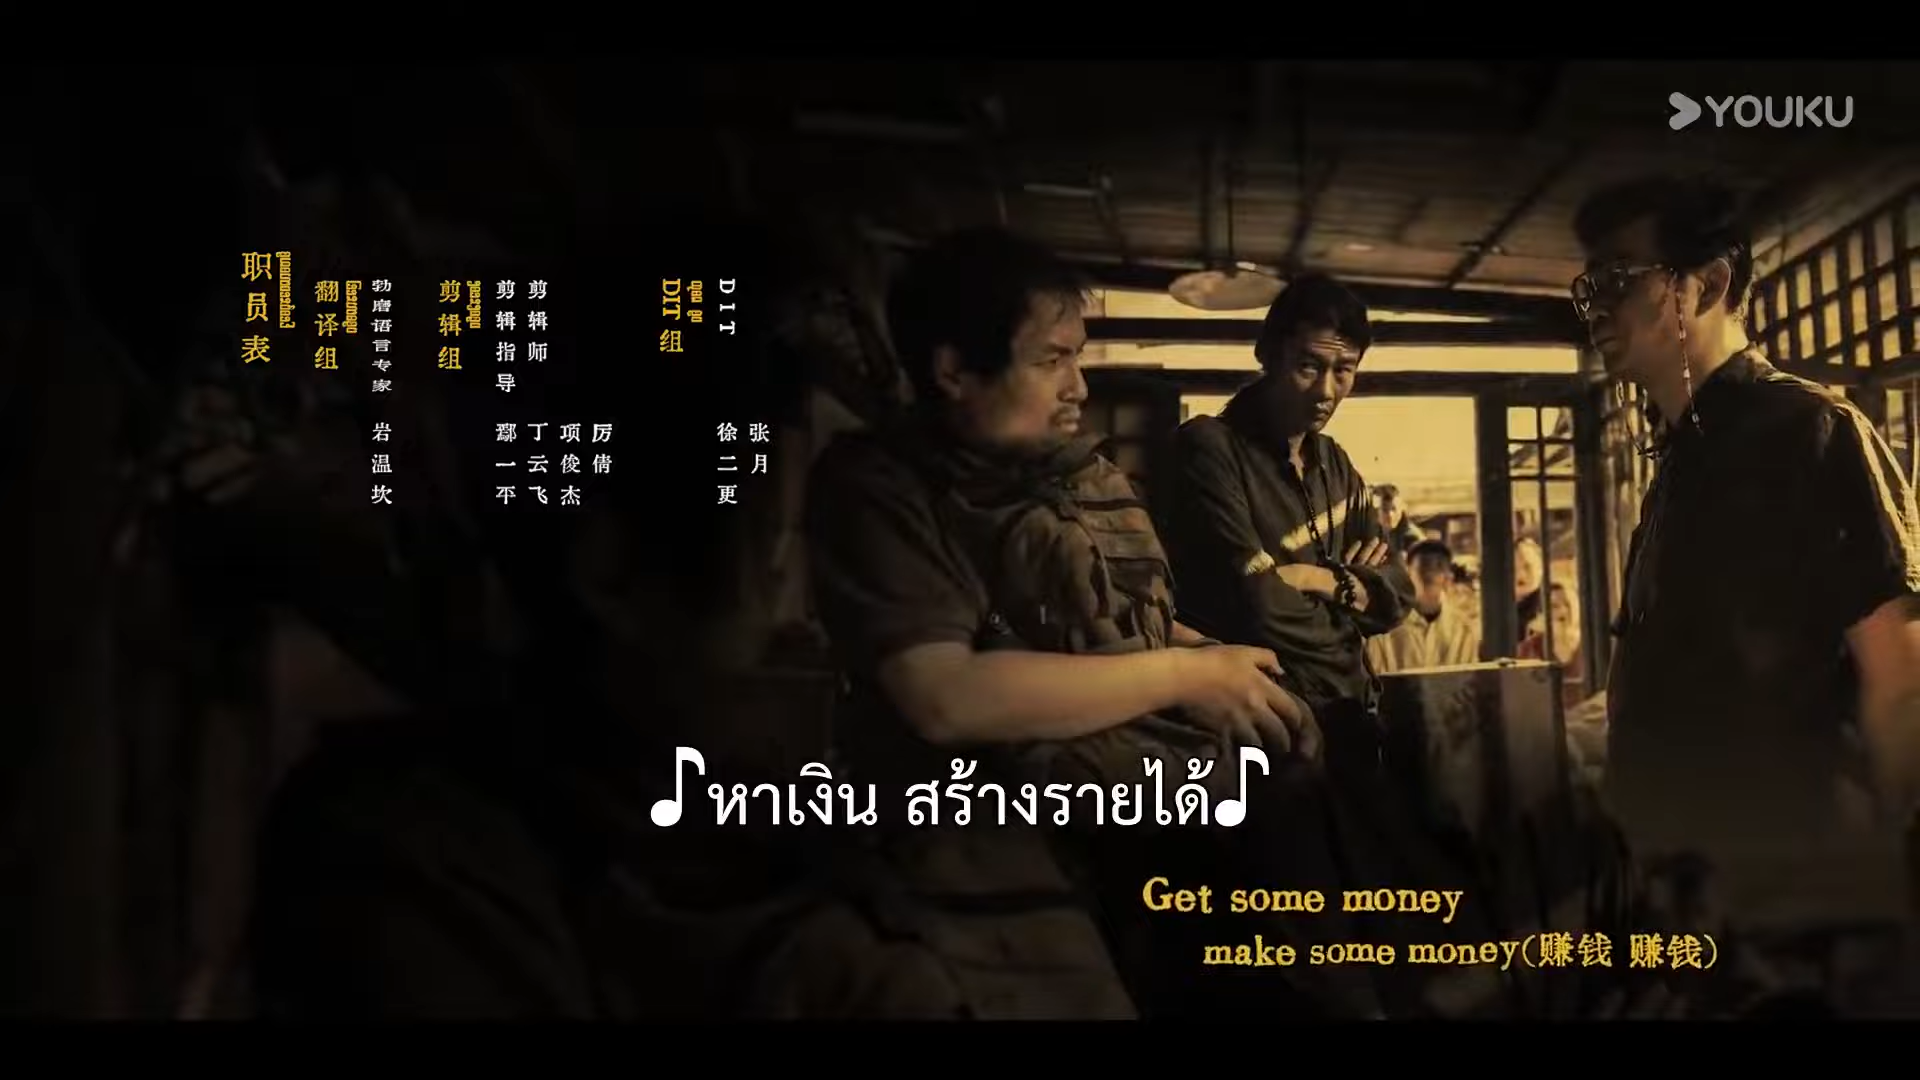 YOUKU
职员表
翻译组
勃磨语言专家
岩温坎
剪辑组
剪辑指导
剪辑师
鄢一平
丁云飞
项俊杰
厉倩
DIT组
DIT
徐二更
张月
♪หาเงิน สร้างรายได้♪
Get some money
make some money(赚钱 赚钱)